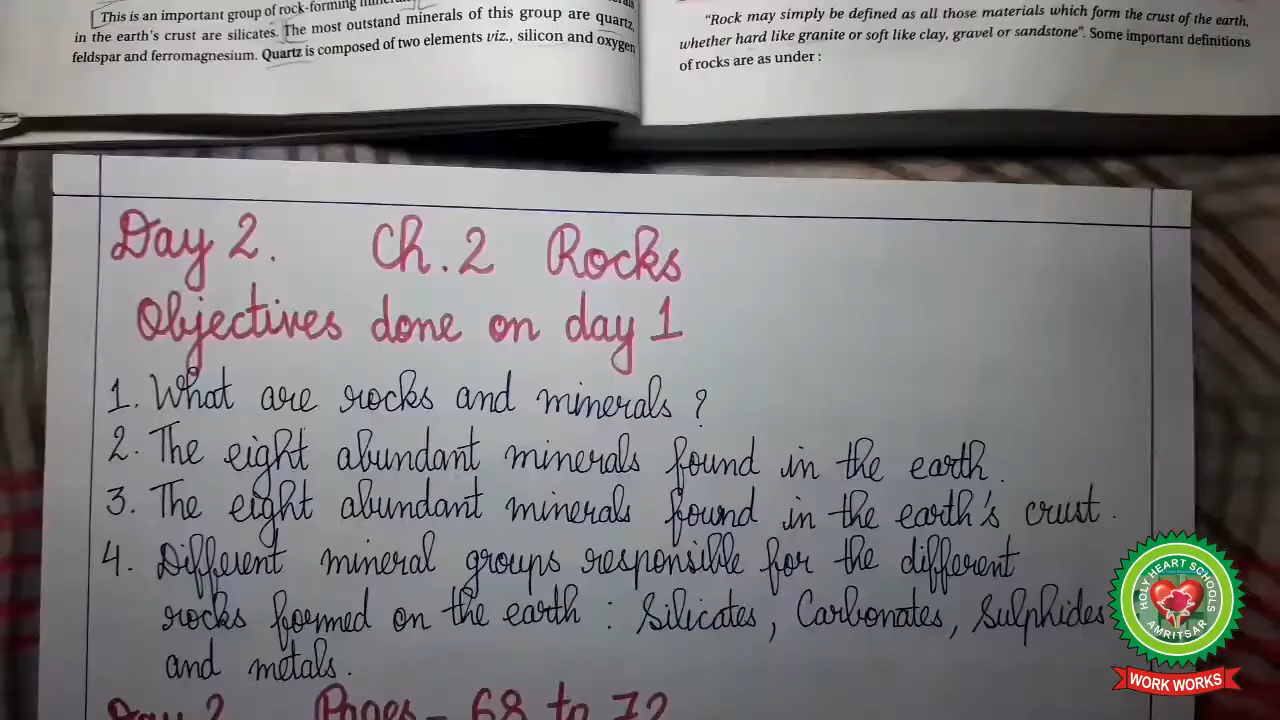 This is an important group of rock-forming
in the earth's crust are silicates. The most outstand minerals of this group are quartz,
feldspar and ferromagnesium. Quartz is composed of two elements viz., silicon and oxygen
"Rock may simply be defined as all those materials which form the crust of the earth,
whether hard like granite or soft like clay, gravel or sandstone". Some important definitions
of rocks are as under :
Day 2. Ch.2 Rocks
Objectives done on day 1
1. What are rocks and minerals ?
2. The eight abundant minerals found in the earth.
3. The eight abundant minerals found in the earth's crust.
4. Different mineral groups responsible for the different
rocks formed on the earth : Silicates, Carbonates, Sulphides
and metals.
Day 2 Pages - 68 to 72
HOLY HEART SCHOOLS
AMRITSAR
WORK WORKS